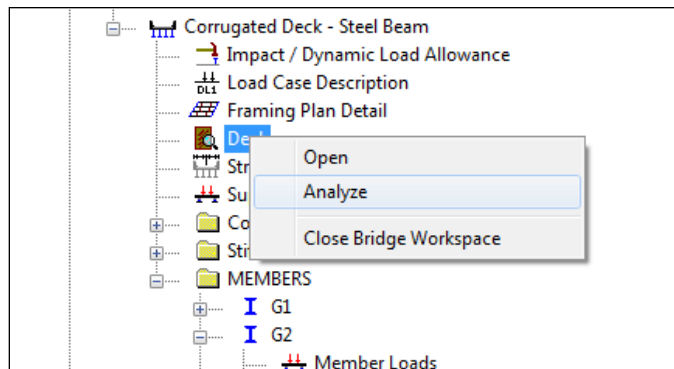 Corrugated Deck - Steel Beam
Impact / Dynamic Load Allowance
DL1 Load Case Description
Framing Plan Detail
Open
Analyze
Close Bridge Workspace
MEMBERS
G1
G2
Member Loads